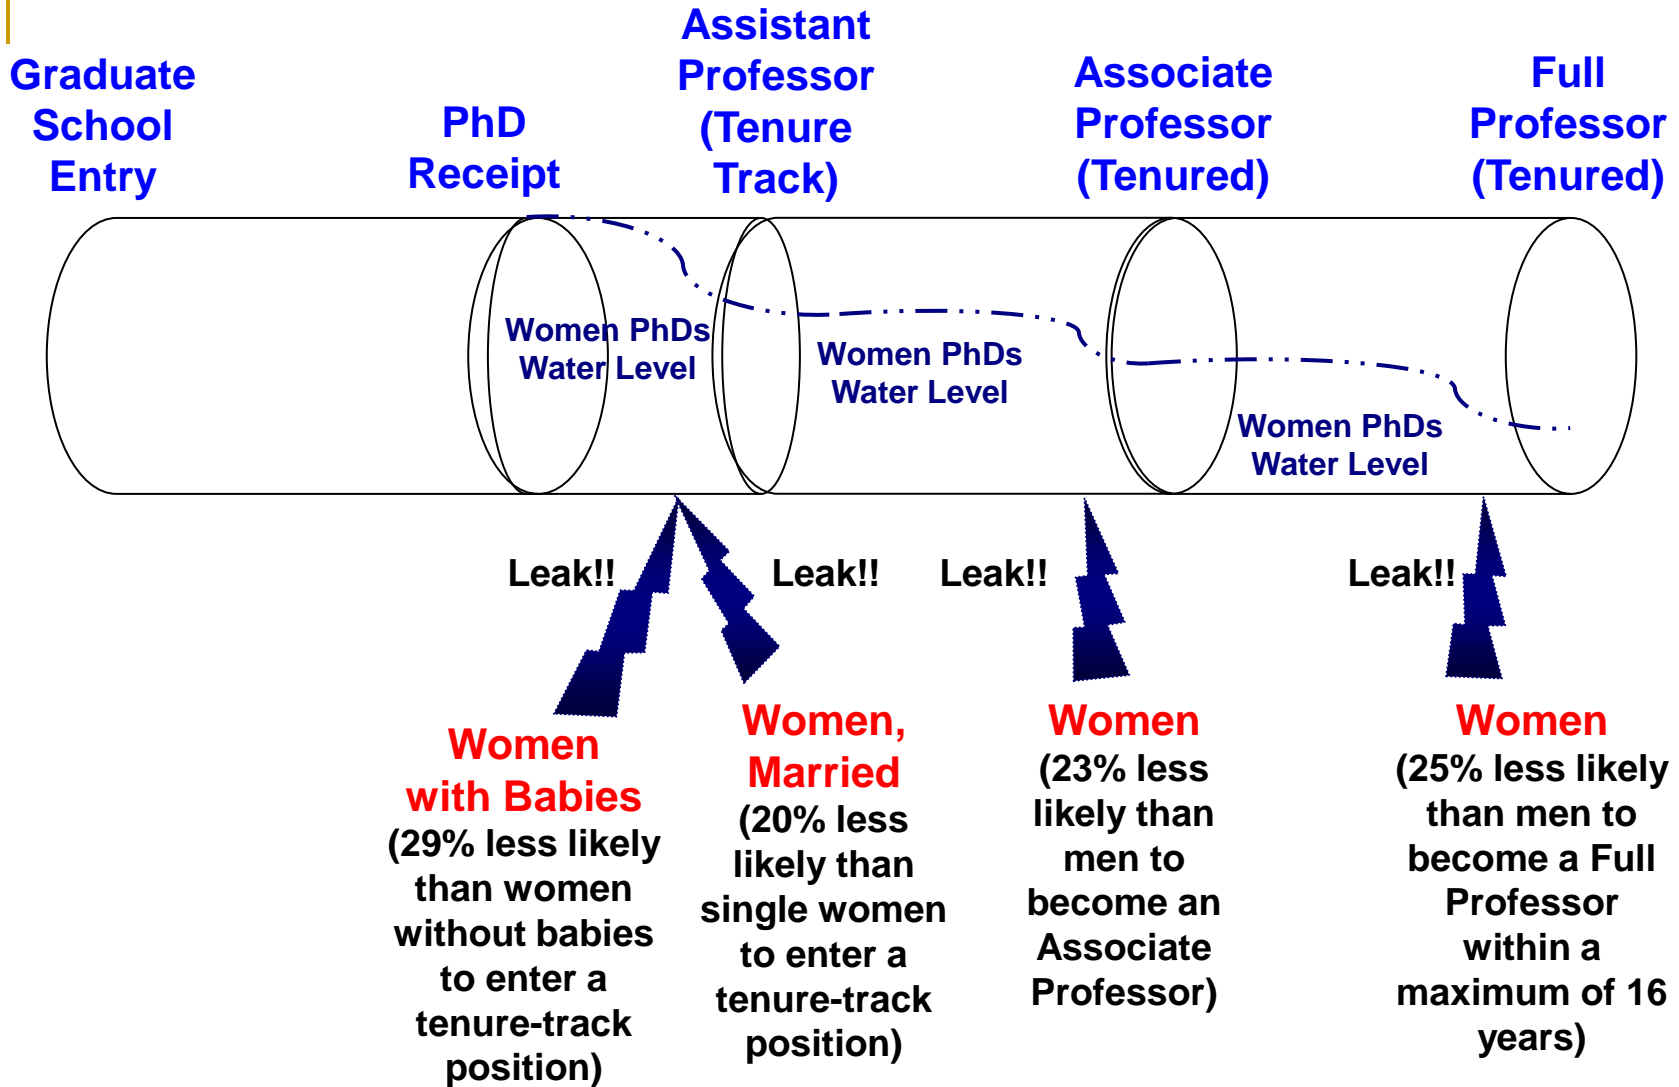 Graduate
School
Entry
PhD
Receipt
Assistant
Professor
(Tenure
Track)
Associate
Professor
(Tenured)
Full
Professor
(Tenured)
Women PhDs
Water Level
Women PhDs
Water Level
Women PhDs
Water Level
Leak!!
Leak!!
Leak!!
Leak!!
Women
with Babies
(29% less likely
than women
without babies
to enter a
tenure-track
position)
Women,
Married
(20% less
likely than
single women
to enter a
tenure-track
position)
Women
(23% less
likely than
men to
become an
Associate
Professor)
Women
(25% less likely
than men to
become a Full
Professor
within a
maximum of 16
years)